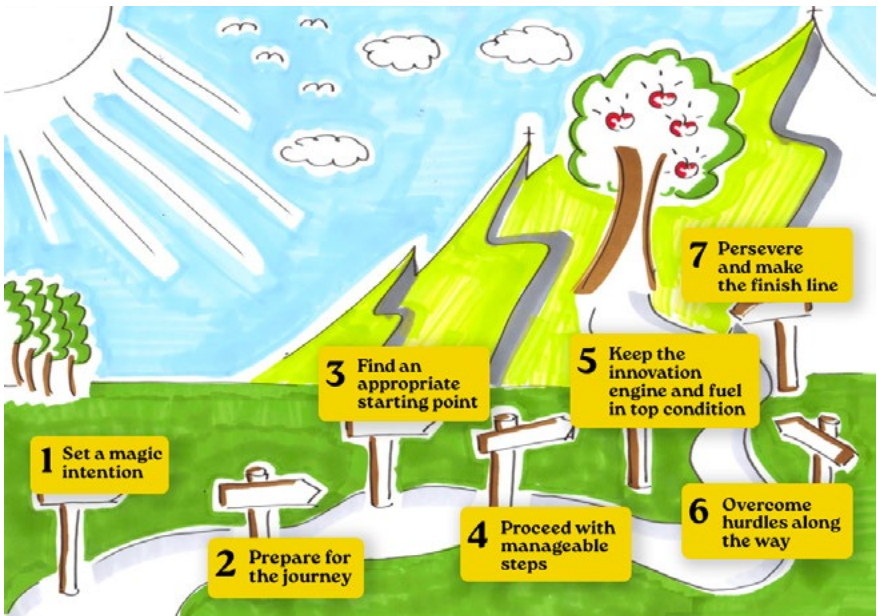 1 Set a magic
intention
2 Prepare for
the journey
3 Find an
appropriate
starting point
4 Proceed with
manageable
steps
5 Keep the
innovation
engine and fuel
in top condition
6 Overcome
hurdles along
the way
7 Persevere
and make
the finish line